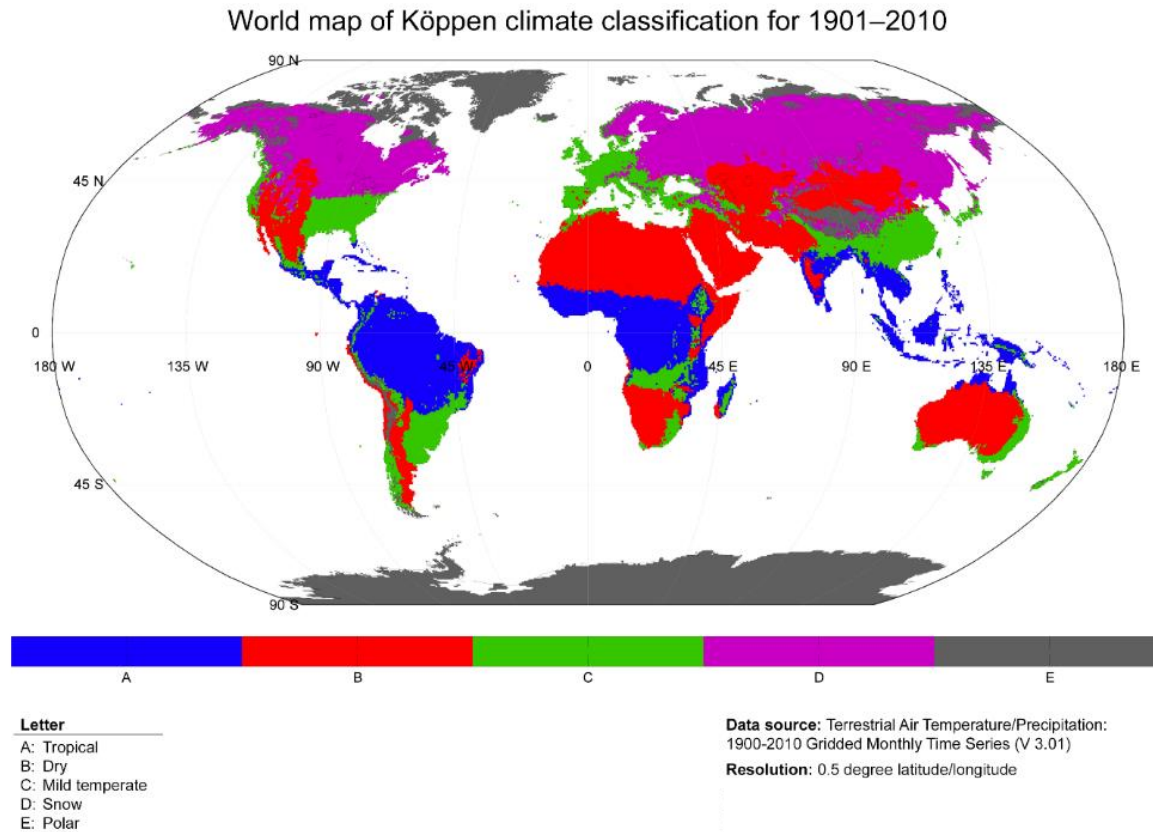 World map of Köppen climate classification for 1901–2010
90 N
45 N
0
180 W
135 W
90 W
45 W
0
45 E
90 E
135 E
180 E
45 S
90 S
A
B
C
D
E
Letter
A: Tropical
B: Dry
C: Mild temperate
D: Snow
E: Polar
Data source: Terrestrial Air Temperature/Precipitation:
1900-2010 Gridded Monthly Time Series (V 3.01)
Resolution: 0.5 degree latitude/longitude